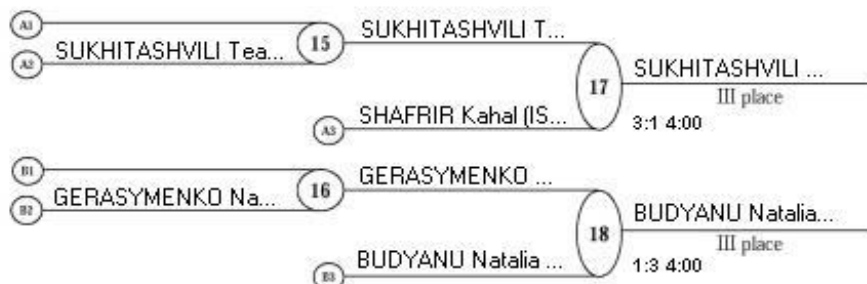 A1
SUKHITASHVILI T...
15
A2
SUKHITASHVILI Tea...
SUKHITASHVILI ...
17
III place
SHAFRIR Kahal (IS...
A3
3:1 4:00
B1
GERASYMENKO ...
16
B2
GERASYMENKO Na...
BUDYANU Natalia...
18
III place
BUDYANU Natalia ...
B3
1:3 4:00